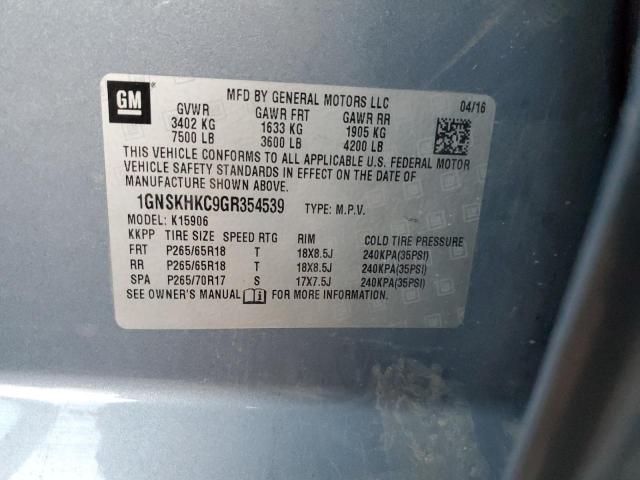 GM
MFD BY GENERAL MOTORS LLC 04/16
GVWR GAWR FRT GAWR RR
3402 KG 1633 KG 1905 KG
7500 LB 3600 LB 4200 LB
THIS VEHICLE CONFORMS TO ALL APPLICABLE U.S. FEDERAL MOTOR
VEHICLE SAFETY STANDARDS IN EFFECT ON THE DATE OF
MANUFACTURE SHOWN ABOVE.
1GNSKHKC9GR354539 TYPE: M.P.V.
MODEL: K15906
KKPP TIRE SIZE SPEED RTG RIM COLD TIRE PRESSURE
FRT P265/65R18 T 18X8.5J 240KPA(35PSI)
RR P265/65R18 T 18X8.5J 240KPA(35PSI)
SPA P265/70R17 S 17X7.5J 240KPA(35PSI)
SEE OWNER'S MANUAL FOR MORE INFORMATION.